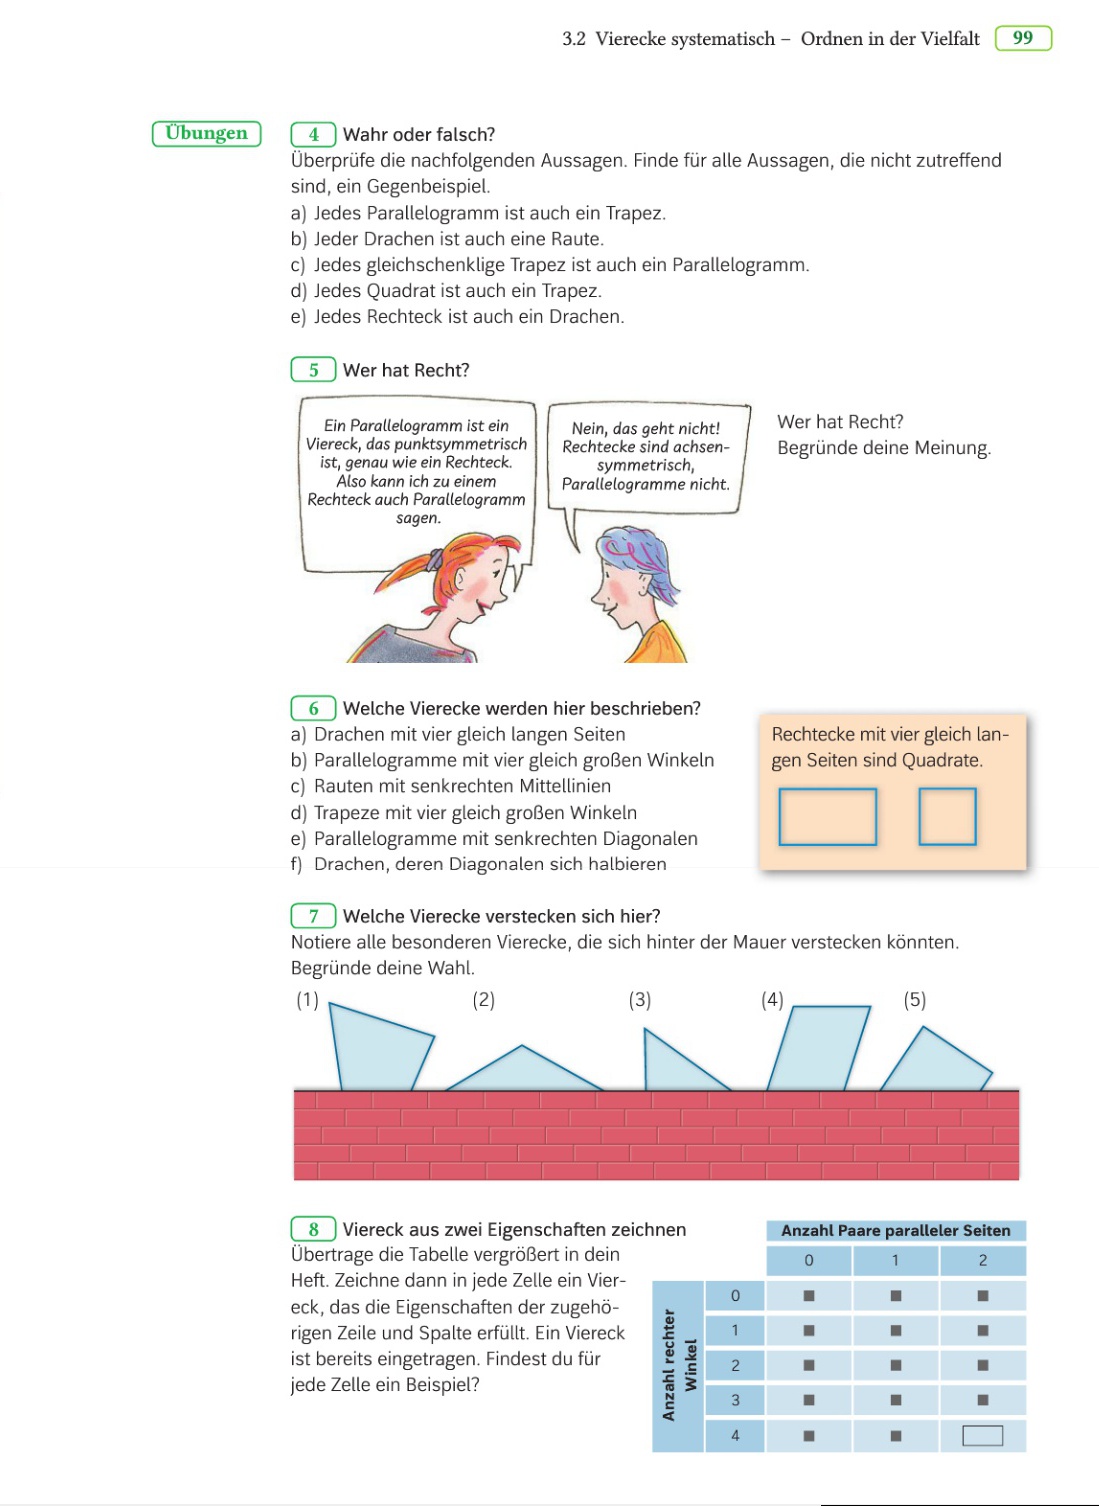 3.2 Vierecke systematisch – Ordnen in der Vielfalt 99
Übungen
4 Wahr oder falsch?
Überprüfe die nachfolgenden Aussagen. Finde für alle Aussagen, die nicht zutreffend
sind, ein Gegenbeispiel.
a) Jedes Parallelogramm ist auch ein Trapez.
b) Jeder Drachen ist auch eine Raute.
c) Jedes gleichschenklige Trapez ist auch ein Parallelogramm.
d) Jedes Quadrat ist auch ein Trapez.
e) Jedes Rechteck ist auch ein Drachen.
5 Wer hat Recht?
Ein Parallelogramm ist ein
Viereck, das punktsymmetrisch
ist, genau wie ein Rechteck.
Also kann ich zu einem
Rechteck auch Parallelogramm
sagen.
Nein, das geht nicht!
Rechtecke sind achsen-
symmetrisch,
Parallelogramme nicht.
Wer hat Recht?
Begründe deine Meinung.
6 Welche Vierecke werden hier beschrieben?
a) Drachen mit vier gleich langen Seiten
b) Parallelogramme mit vier gleich großen Winkeln
c) Rauten mit senkrechten Mittellinien
d) Trapeze mit vier gleich großen Winkeln
e) Parallelogramme mit senkrechten Diagonalen
f) Drachen, deren Diagonalen sich halbieren
Rechtecke mit vier gleich lan-
gen Seiten sind Quadrate.
7 Welche Vierecke verstecken sich hier?
Notiere alle besonderen Vierecke, die sich hinter der Mauer verstecken könnten.
Begründe deine Wahl.
(1) (2) (3) (4) (5)
8 Viereck aus zwei Eigenschaften zeichnen
Übertrage die Tabelle vergrößert in dein
Heft. Zeichne dann in jede Zelle ein Vier-
eck, das die Eigenschaften der zugehö-
rigen Zeile und Spalte erfüllt. Ein Viereck
ist bereits eingetragen. Findest du für
jede Zelle ein Beispiel?
Anzahl Paare paralleler Seiten
0 1 2
Anzahl rechter
Winkel
0
1
2
3
4